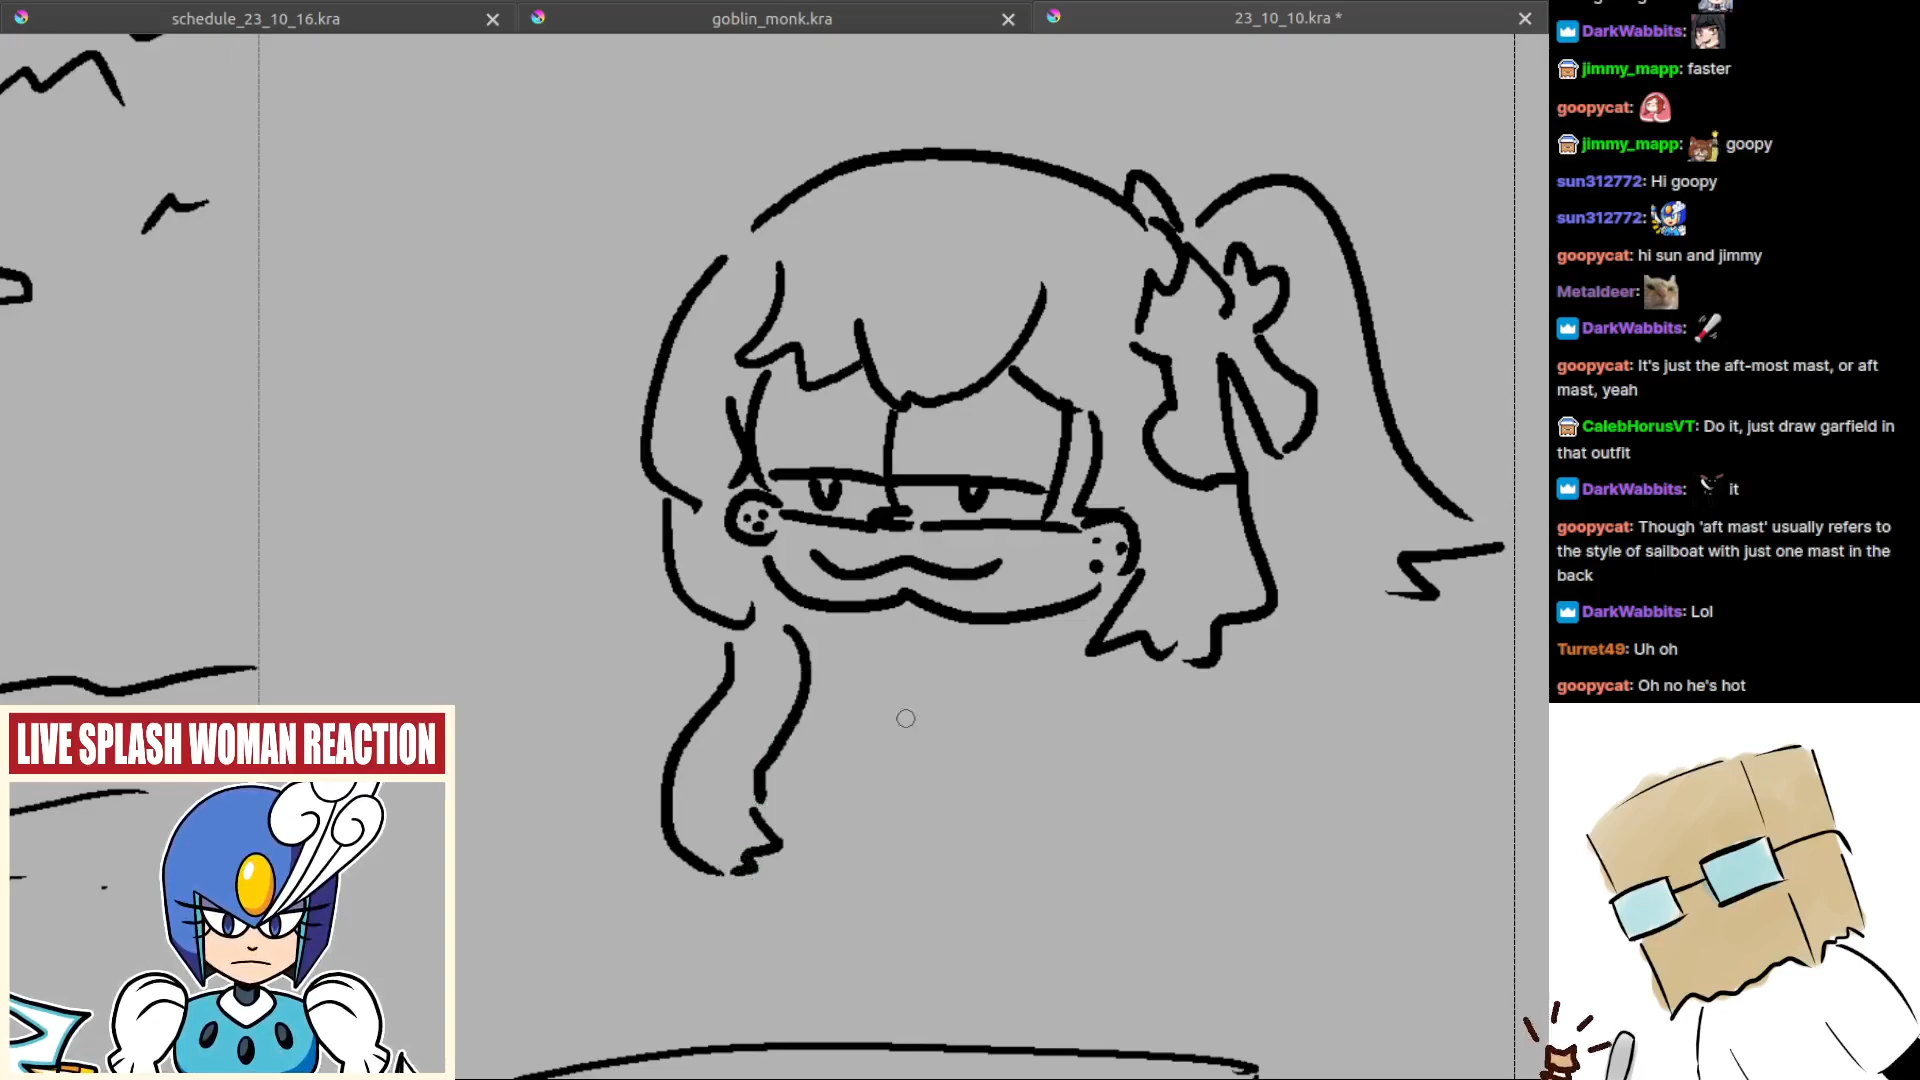 schedule_23_10_16.kra
goblin_monk.kra
23_10_10.kra *
DarkWabbits:
jimmy_mapp: faster
goopycat:
jimmy_mapp: goopy
sun312772: Hi goopy
sun312772:
goopycat: hi sun and jimmy
Metaldeer:
DarkWabbits:
goopycat: It's just the aft-most mast, or aft
mast, yeah
CalebHorusVT: Do it, just draw garfield in
that outfit
DarkWabbits: it
goopycat: Though 'aft mast' usually refers to
the style of sailboat with just one mast in the
back
DarkWabbits: Lol
Turret49: Uh oh
goopycat: Oh no he's hot
LIVE SPLASH WOMAN REACTION